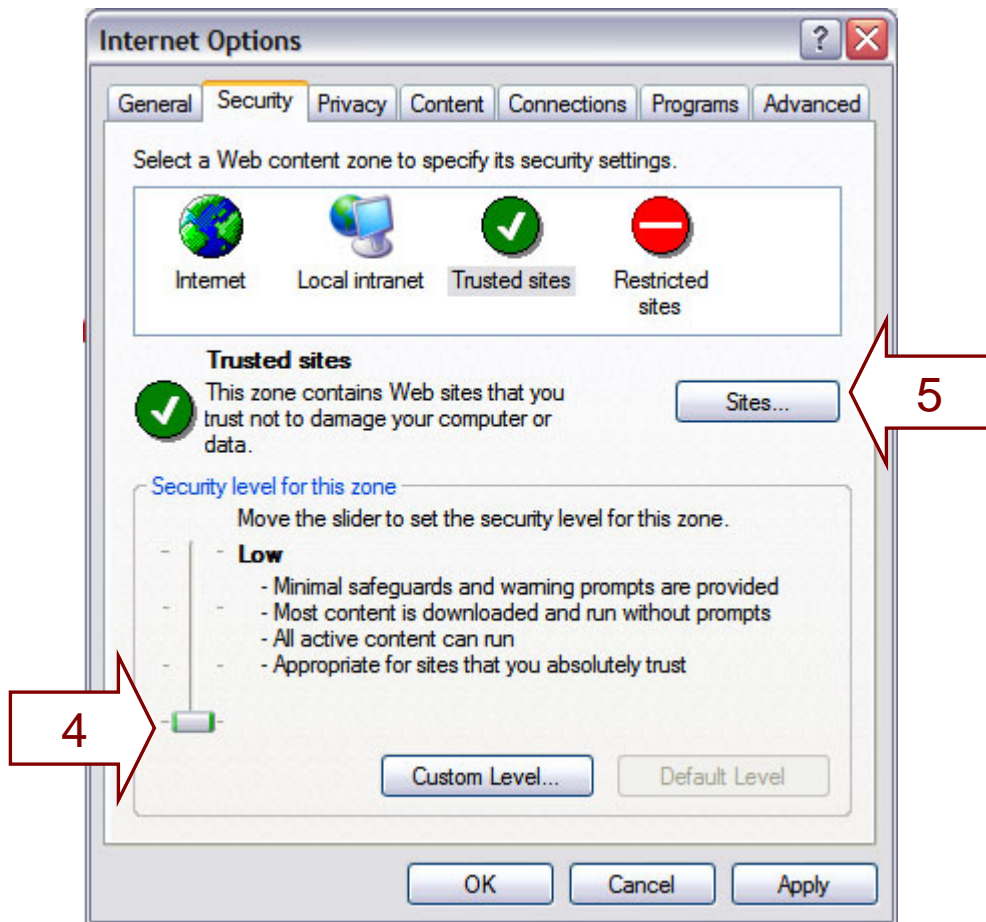 Internet Options
General Security Privacy Content Connections Programs Advanced
Select a Web content zone to specify its security settings.
Internet Local intranet Trusted sites Restricted
sites
Trusted sites
This zone contains Web sites that you
trust not to damage your computer or
data.
Sites...
5
Security level for this zone
Move the slider to set the security level for this zone.
Low
- Minimal safeguards and warning prompts are provided
- Most content is downloaded and run without prompts
- All active content can run
- Appropriate for sites that you absolutely trust
4
Custom Level... Default Level
OK Cancel Apply